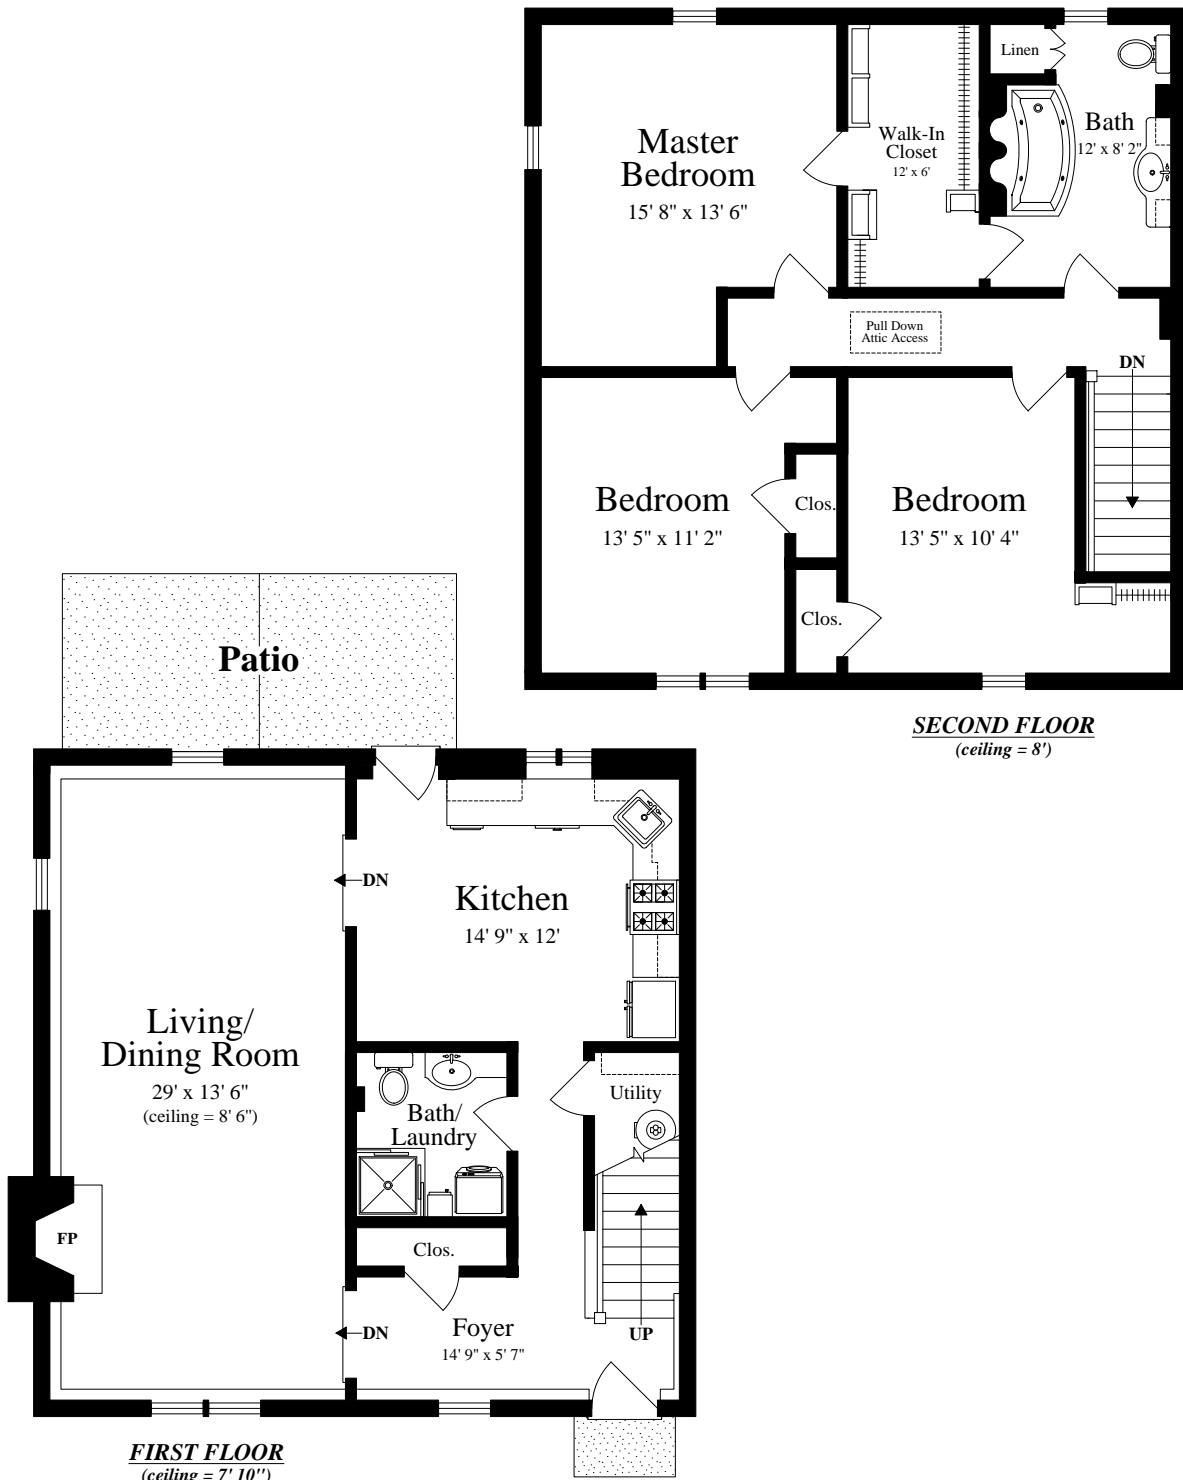 Linen
Master
Bedroom
15' 8" x 13' 6"
Walk-In
Closet
12' x 6'
Bath
12' x 8' 2"
Pull Down
Attic Access
DN
Bedroom
13' 5" x 11' 2"
Clos.
Bedroom
13' 5" x 10' 4"
Clos.
SECOND FLOOR
(ceiling = 8')
Patio
DN
Kitchen
14' 9" x 12'
Living/
Dining Room
29' x 13' 6"
(ceiling = 8' 6")
Utility
Bath/
Laundry
FP
Clos.
DN
Foyer
14' 9" x 5' 7"
UP
FIRST FLOOR
(ceiling = 7' 10")